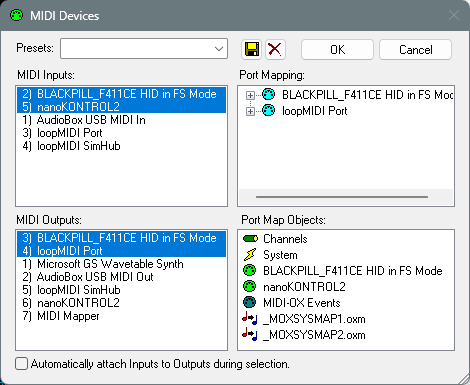 MIDI Devices
Presets:
OK
Cancel
MIDI Inputs:
2) BLACKPILL_F411CE HID in FS Mode
5) nanoKONTROL2
1) AudioBox USB MIDI In
3) loopMIDI Port
4) loopMIDI SimHub
Port Mapping:
BLACKPILL_F411CE HID in FS Moc
loopMIDI Port
MIDI Outputs:
3) BLACKPILL_F411CE HID in FS Mode
4) loopMIDI Port
1) Microsoft GS Wavetable Synth
2) AudioBox USB MIDI Out
5) loopMIDI SimHub
6) nanoKONTROL2
7) MIDI Mapper
Port Map Objects:
Channels
System
BLACKPILL_F411CE HID in FS Mode
nanoKONTROL2
MIDI-OX Events
_MOXSYSMAP1.oxm
_MOXSYSMAP2.oxm
Automatically attach Inputs to Outputs during selection.